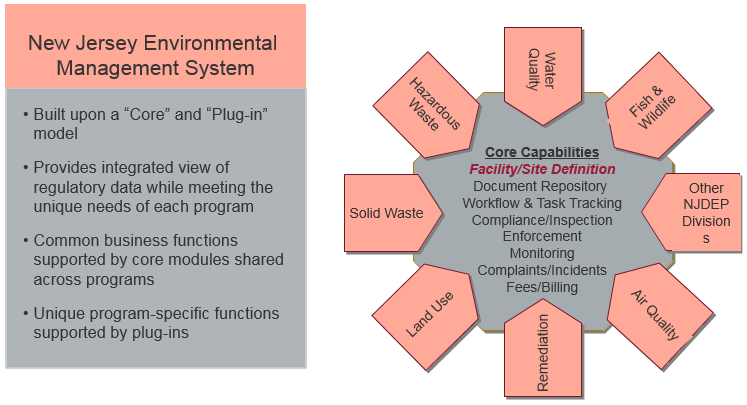 New Jersey Environmental
Management System
• Built upon a “Core” and “Plug-in”
model
• Provides integrated view of
regulatory data while meeting the
unique needs of each program
• Common business functions
supported by core modules shared
across programs
• Unique program-specific functions
supported by plug-ins
Water
Quality
Fish &
Wildlife
Other
NJDEP
Division
s
Air Quality
Remediation
Land Use
Solid Waste
Hazardous
Waste
Core Capabilities
Facility/Site Definition
Document Repository
Workflow & Task Tracking
Compliance/Inspection
Enforcement
Monitoring
Complaints/Incidents
Fees/Billing